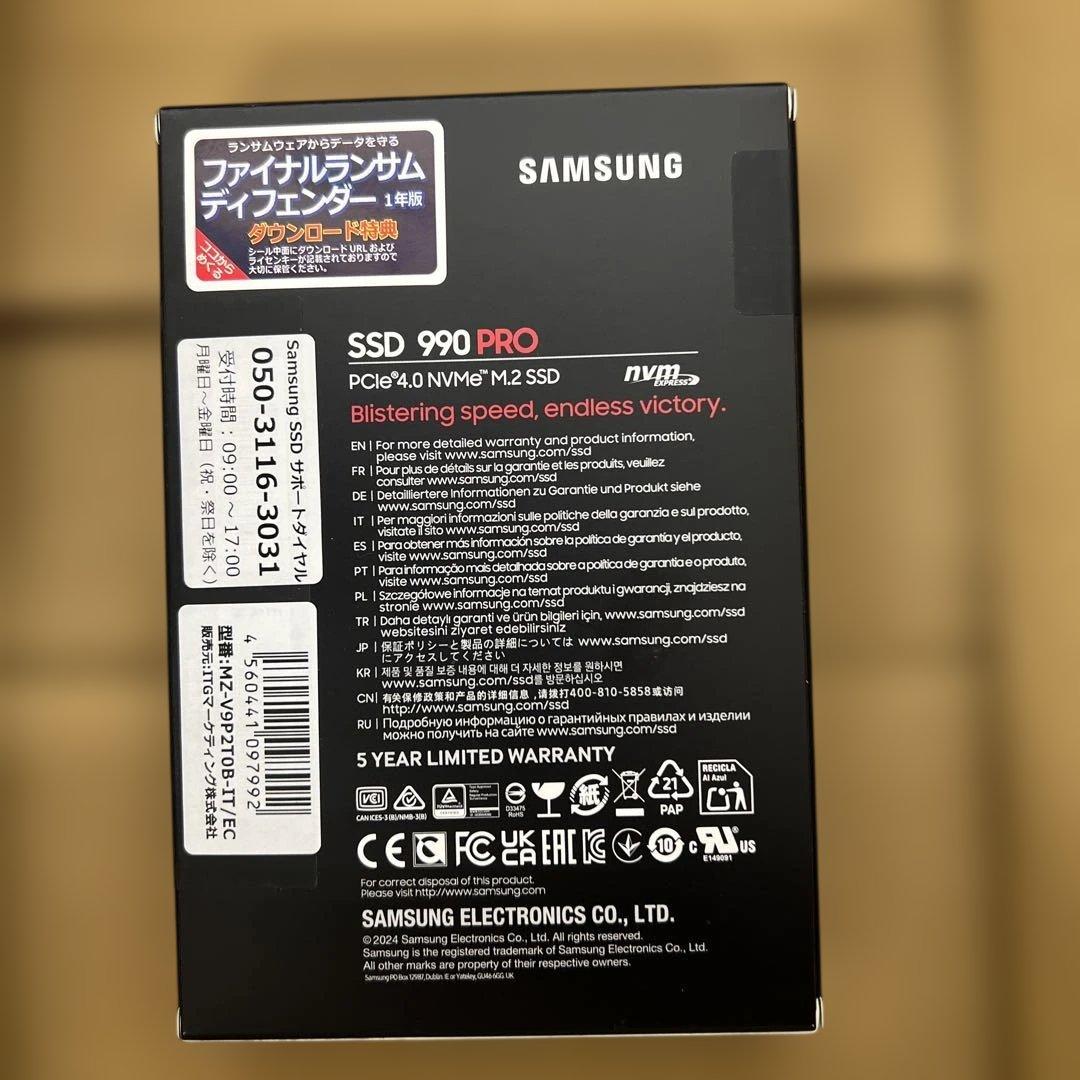 ランサムウェアからデータを守る
ファイナルランサム
ディフェンダー 1年版
ダウンロード特典
ココから
めくる
シール中面にダウンロードURLおよび
ライセンキーが記載されておりますので
大切に保管ください。
SAMSUNG
Samsung SSD サポートダイヤル
050-3116-3031
受付時間:09:00~17:00
月曜日~金曜日(祝・祭日を除く)
4 560441 097992
型番:MZ-V9P2T0B-IT/EC
販売元:ITGマーケティング株式会社
SSD 990 PRO
PCIe®4.0 NVMe™ M.2 SSD
nvm
EXPRESS
Blistering speed, endless victory.
EN | For more detailed warranty and product information,
please visit www.samsung.com/ssd
FR | Pour plus de détails sur la garantie et les produits, veuillez
consulter www.samsung.com/ssd
DE | Detailliertere Informationen zu Garantie und Produkt siehe
www.samsung.com/ssd
IT | Per maggiori informazioni sulle politiche della garanzia e sul prodotto,
visitate il sito www.samsung.com/ssd
ES | Para obtener más información sobre la política de garantía y el producto,
visite www.samsung.com/ssd
PT | Para informação mais detalhada sobre a política de garantia e o produto,
visite www.samsung.com/ssd
PL | Szczegółowe informacje na temat produktu i gwarancji, znajdziesz na
stronie www.samsung.com/ssd
TR | Daha detaylı garanti ve ürün bilgileri için, www.samsung.com/ssd
websitesini ziyaret edebilirsiniz
JP | 保証ポリシーと製品の詳細については www.samsung.com/ssd
にアクセスしてください
KR | 제품 및 품질 보증 내용에 대해 더 자세한 정보를 원하시면
www.samsung.com/ssd를 방문하십시오
CN | 有关保修政策和产品的详细信息,请拨打400-810-5858或访问
http://www.samsung.com/ssd
RU | Подробную информацию о гарантийных правилах и изделии
можно получить на сайте www.samsung.com/ssd
5 YEAR LIMITED WARRANTY
VCI
CAN ICES-3 (B)/NMB-3(B)
D33475
RoHS
紙
21
PAP
RECICLA
Al Azul
CE FC UK
CA EAC 10 c RU us
E149091
For correct disposal of this product.
Please visit http://www.samsung.com
SAMSUNG ELECTRONICS CO., LTD.
© 2024 Samsung Electronics Co., Ltd. All rights reserved.
Samsung is the registered trademark of Samsung Electronics Co., Ltd.
All other marks are property of their respective owners.
Samsung PO Box 12987, Dublin. IE or Yateley, GU46 6GG. UK